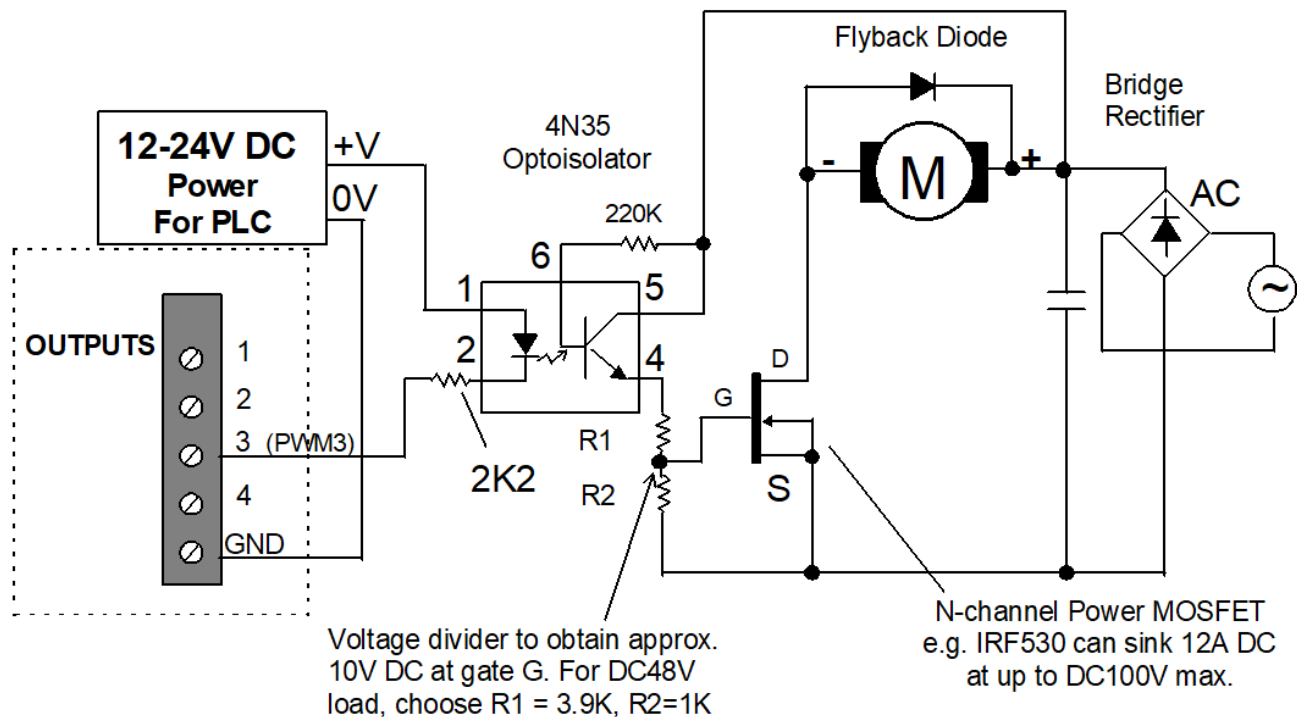 Flyback Diode
Bridge
Rectifier
4N35
Optoisolator
12-24V DC
Power
For PLC
+V
0V
220K
-
M
+
AC
~
6
1
5
2
4
OUTPUTS
1
2
3 (PWM3)
4
GND
2K2
R1
R2
D
G
S
Voltage divider to obtain approx.
10V DC at gate G. For DC48V
load, choose R1 = 3.9K, R2=1K
N-channel Power MOSFET
e.g. IRF530 can sink 12A DC
at up to DC100V max.